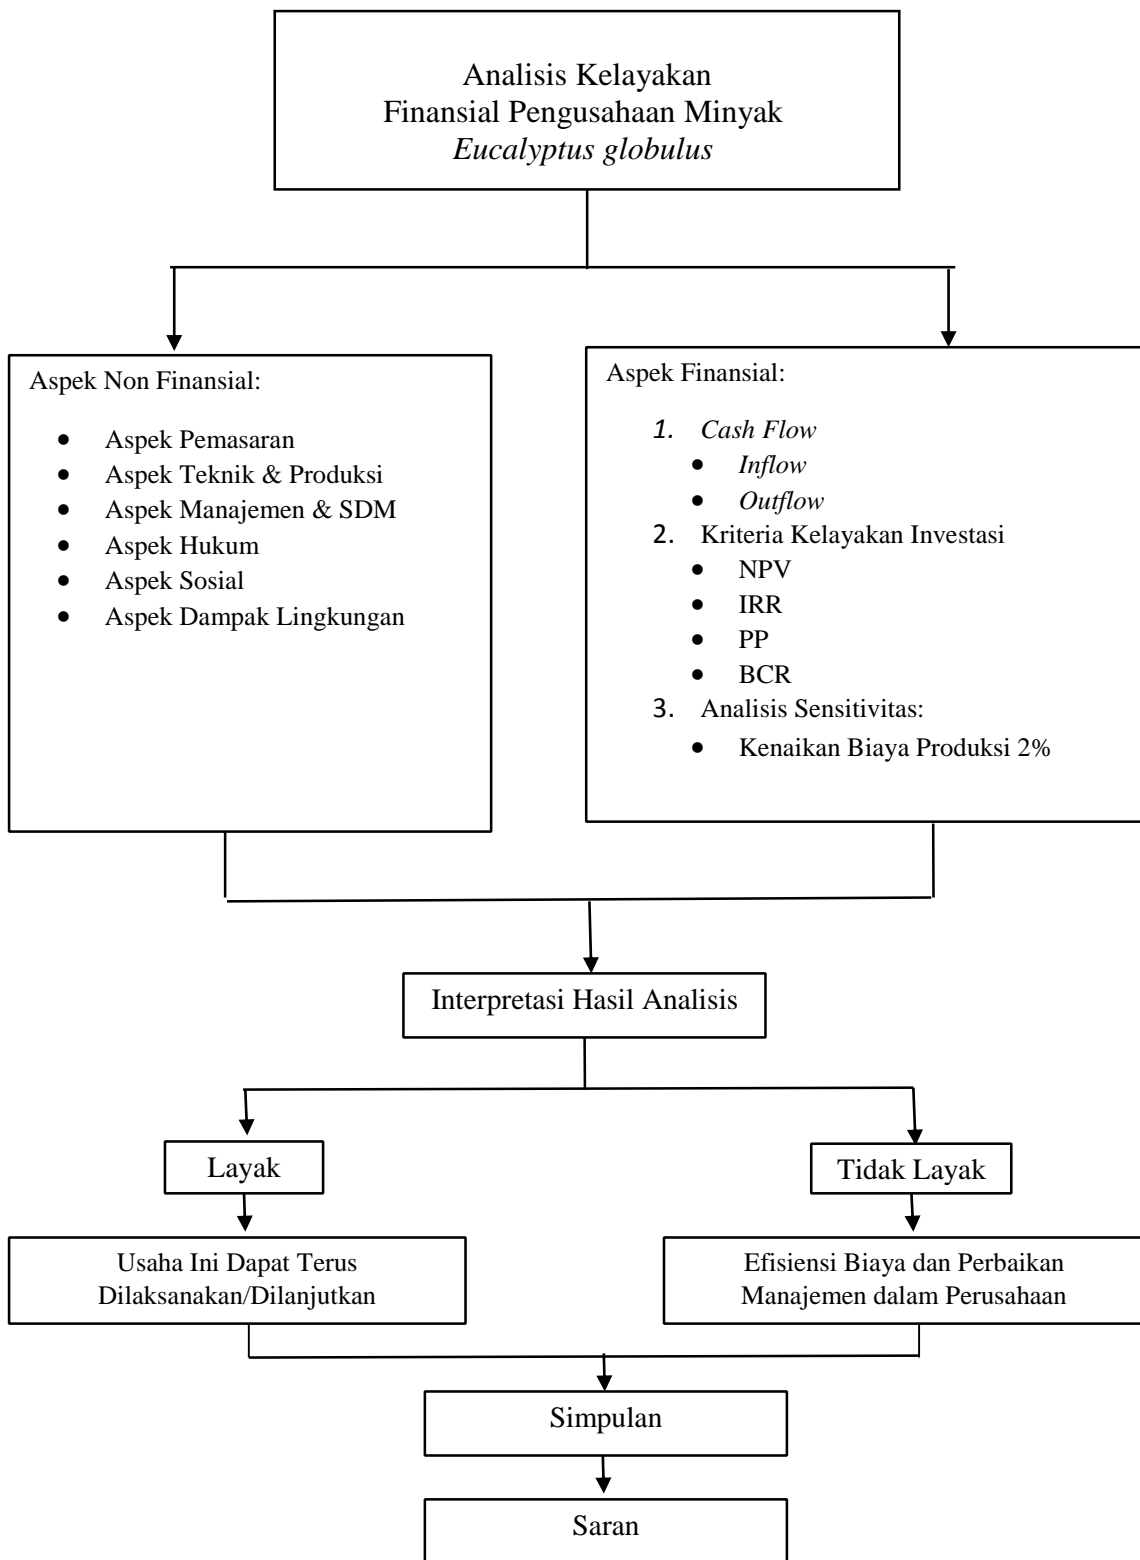 Analisis Kelayakan
Finansial Pengusahaan Minyak
Eucalyptus globulus
Aspek Non Finansial:
• Aspek Pemasaran
• Aspek Teknik & Produksi
• Aspek Manajemen & SDM
• Aspek Hukum
• Aspek Sosial
• Aspek Dampak Lingkungan
Aspek Finansial:
1. Cash Flow
• Inflow
• Outflow
2. Kriteria Kelayakan Investasi
• NPV
• IRR
• PP
• BCR
3. Analisis Sensitivitas:
• Kenaikan Biaya Produksi 2%
Interpretasi Hasil Analisis
Layak
Tidak Layak
Usaha Ini Dapat Terus
Dilaksanakan/Dilanjutkan
Efisiensi Biaya dan Perbaikan
Manajemen dalam Perusahaan
Simpulan
Saran